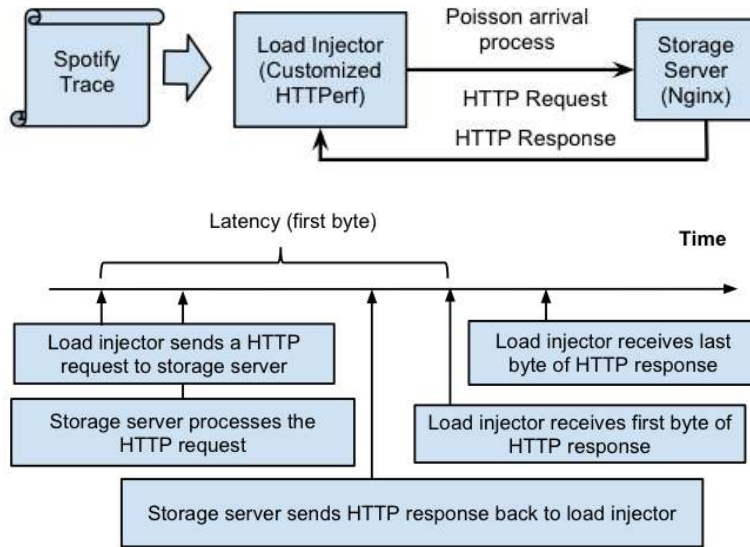 Spotify
Trace
Load Injector
(Customized
HTTPerf)
Poisson arrival
process
HTTP Request
HTTP Response
Storage
Server
(Nginx)
Latency (first byte)
Time
Load injector sends a HTTP
request to storage server
Load injector receives last
byte of HTTP response
Storage server processes the
HTTP request
Load injector receives first byte of
HTTP response
Storage server sends HTTP response back to load injector